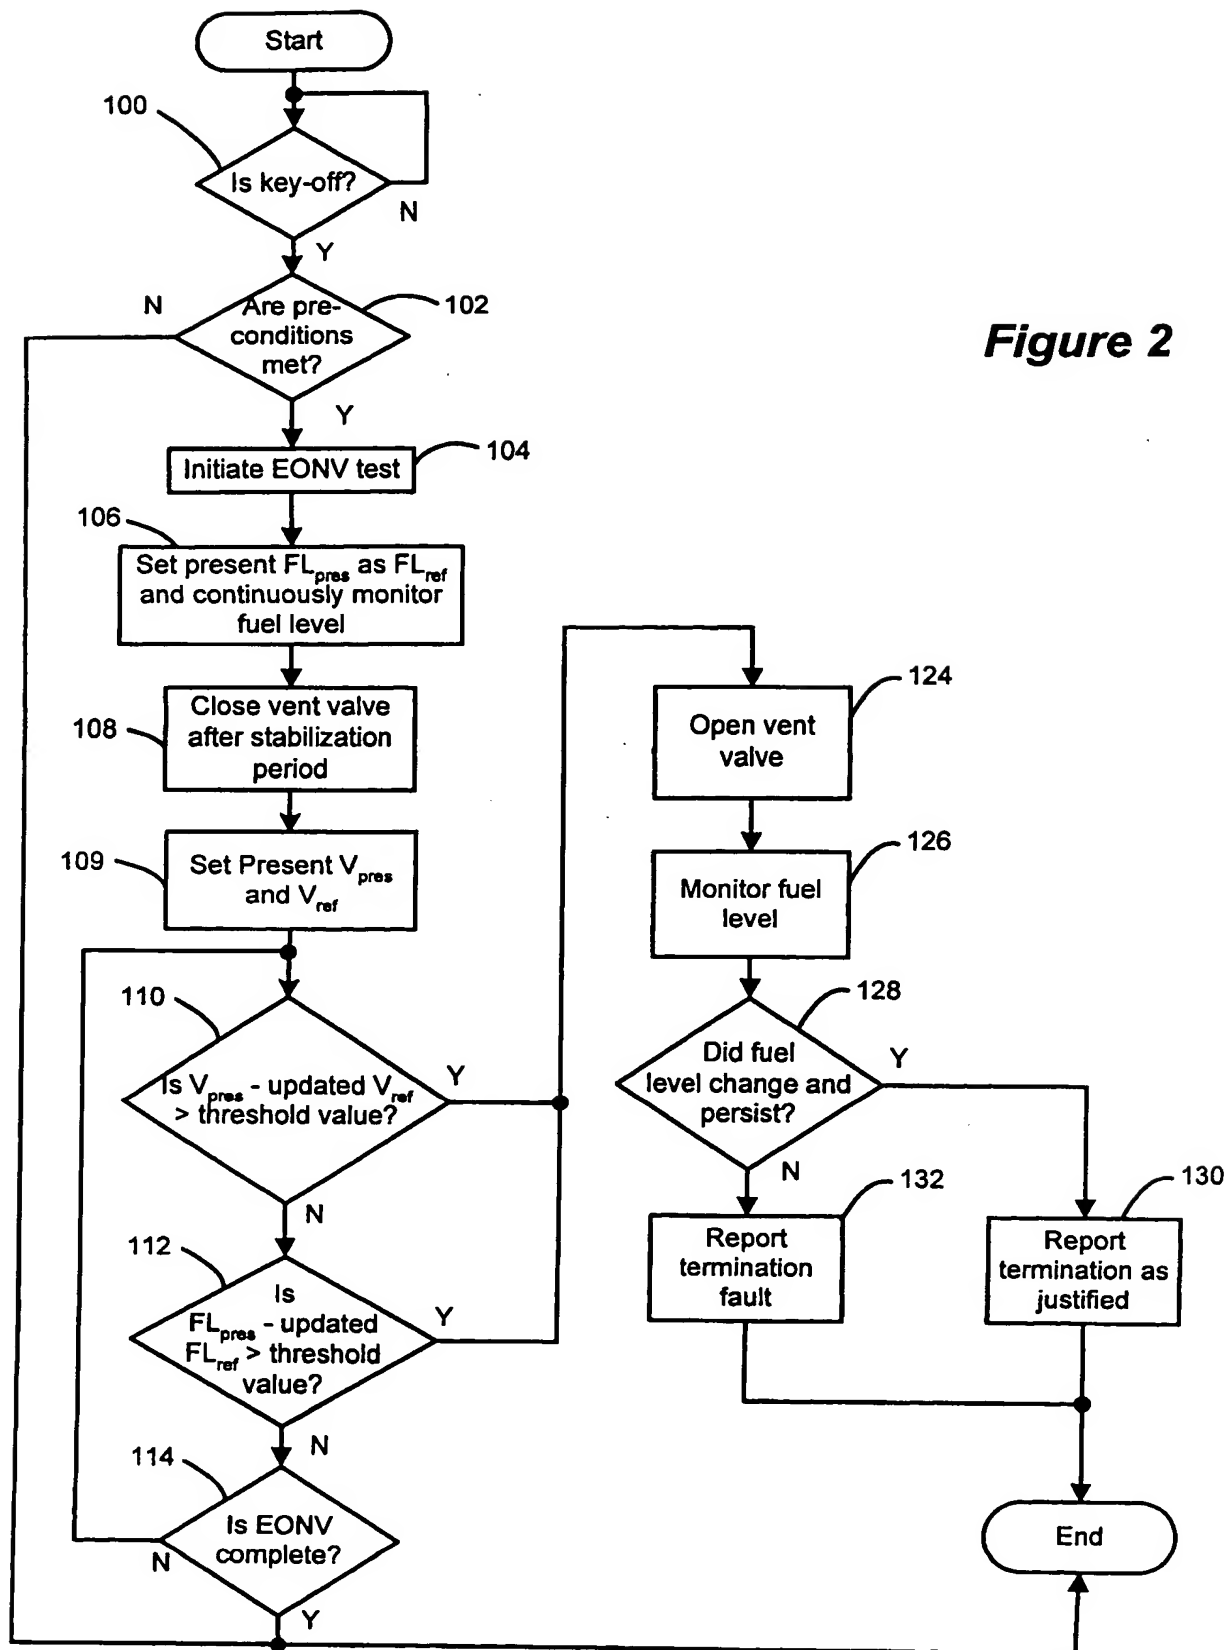 Start
100
Is key-off?
N
Y
N
102
Are pre-
conditions
met?
Figure 2
Y
104
Initiate EONV test
106
Set present FLpres as FLref
and continuously monitor
fuel level
108
Close vent valve
after stabilization
period
109
Set Present Vpres
and Vref
110
Is Vpres - updated Vref
> threshold value?
Y
N
112
Is
FLpres - updated
FLref > threshold
value?
Y
N
114
Is EONV
complete?
N
Y
124
Open vent
valve
126
Monitor fuel
level
128
Did fuel
level change and
persist?
Y
N
132
Report
termination
fault
130
Report
termination as
justified
End